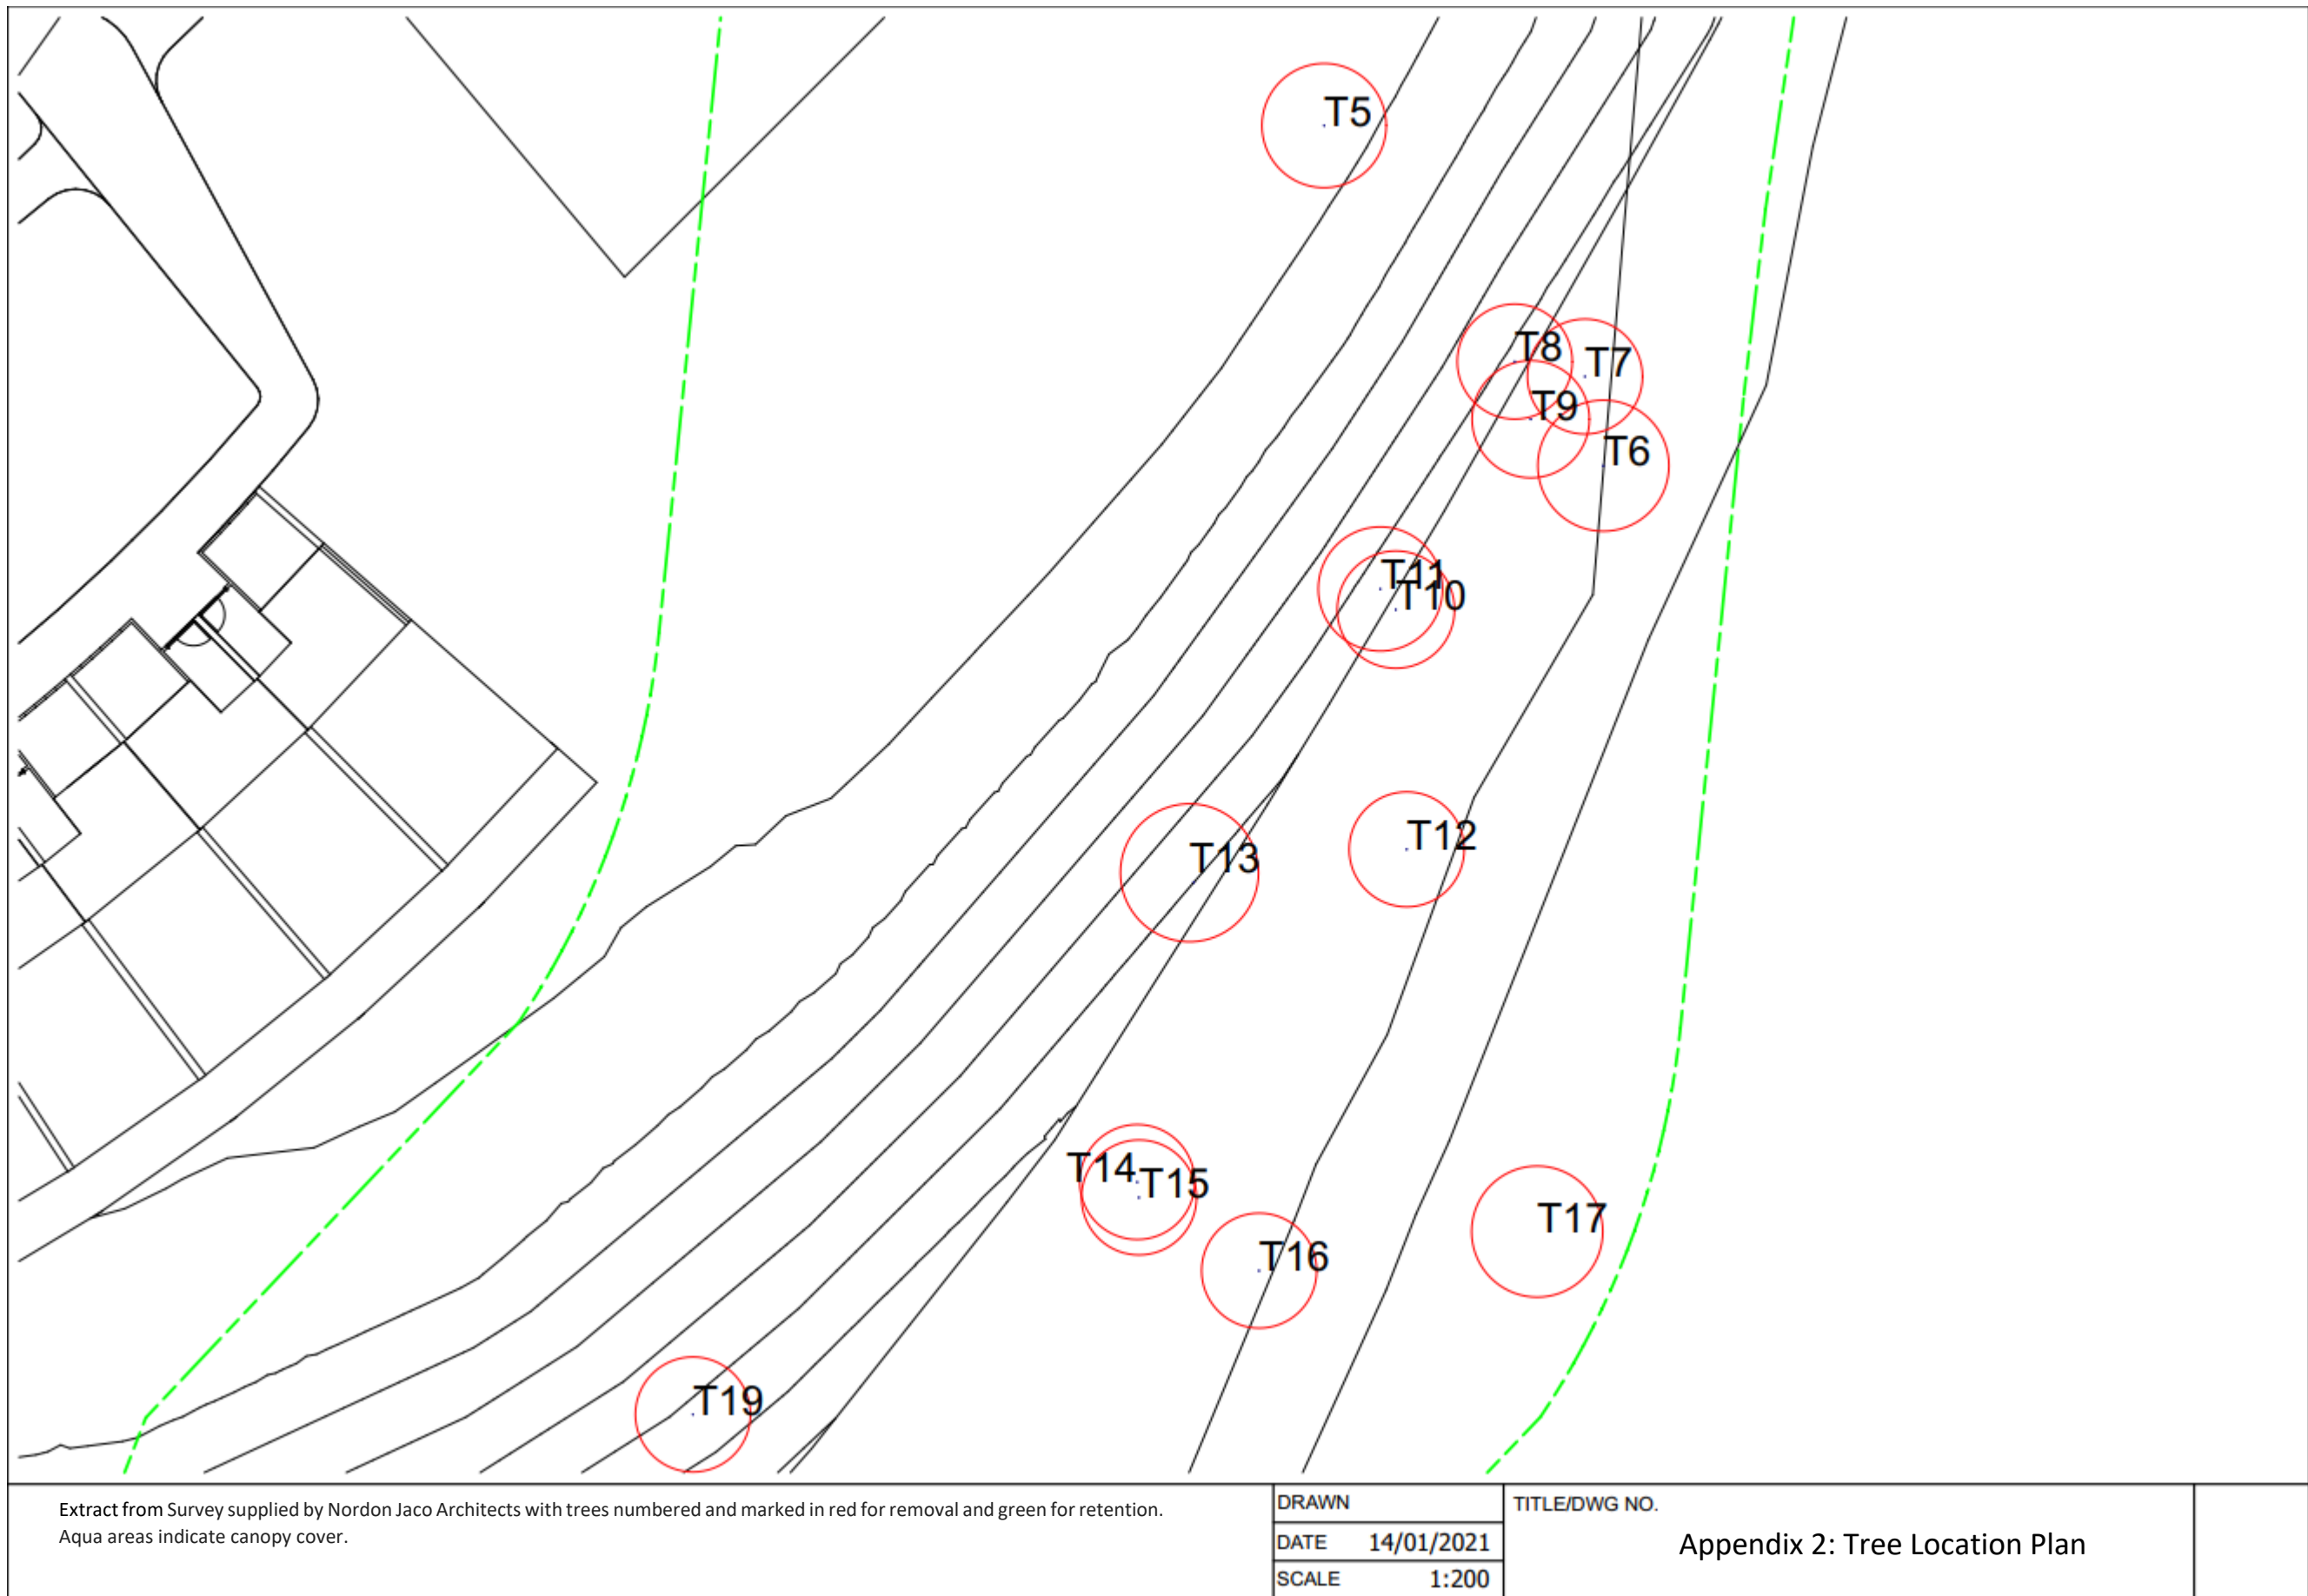 T5
T8
T7
T9
T6
T11
T10
T12
T13
T14
T15
T16
T17
T19
Extract from Survey supplied by Nordon Jaco Architects with trees numbered and marked in red for removal and green for retention.
Aqua areas indicate canopy cover.
DRAWN
DATE 14/01/2021
SCALE 1:200
TITLE/DWG NO.
Appendix 2: Tree Location Plan